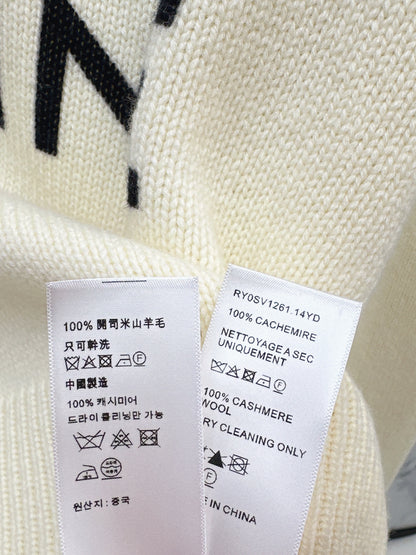 AN
100% 開司米山羊毛
只可幹洗
中國製造
100% 캐시미어
드라이 클리닝만 가능
원산지: 중국
RY0SV1261.14YD
100% CACHEMIRE
NETTOYAGE A SEC
UNIQUEMENT
100% CASHMERE
WOOL
RY CLEANING ONLY
E IN CHINA